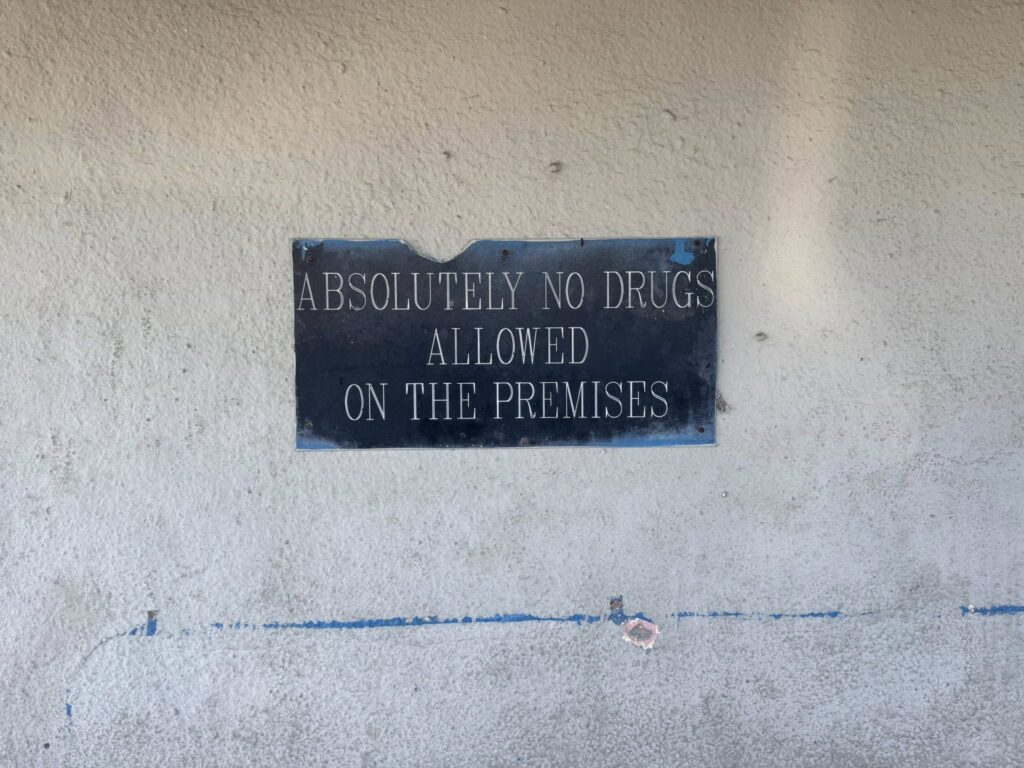 ABSOLUTELY NO DRUGS
ALLOWED
ON THE PREMISES